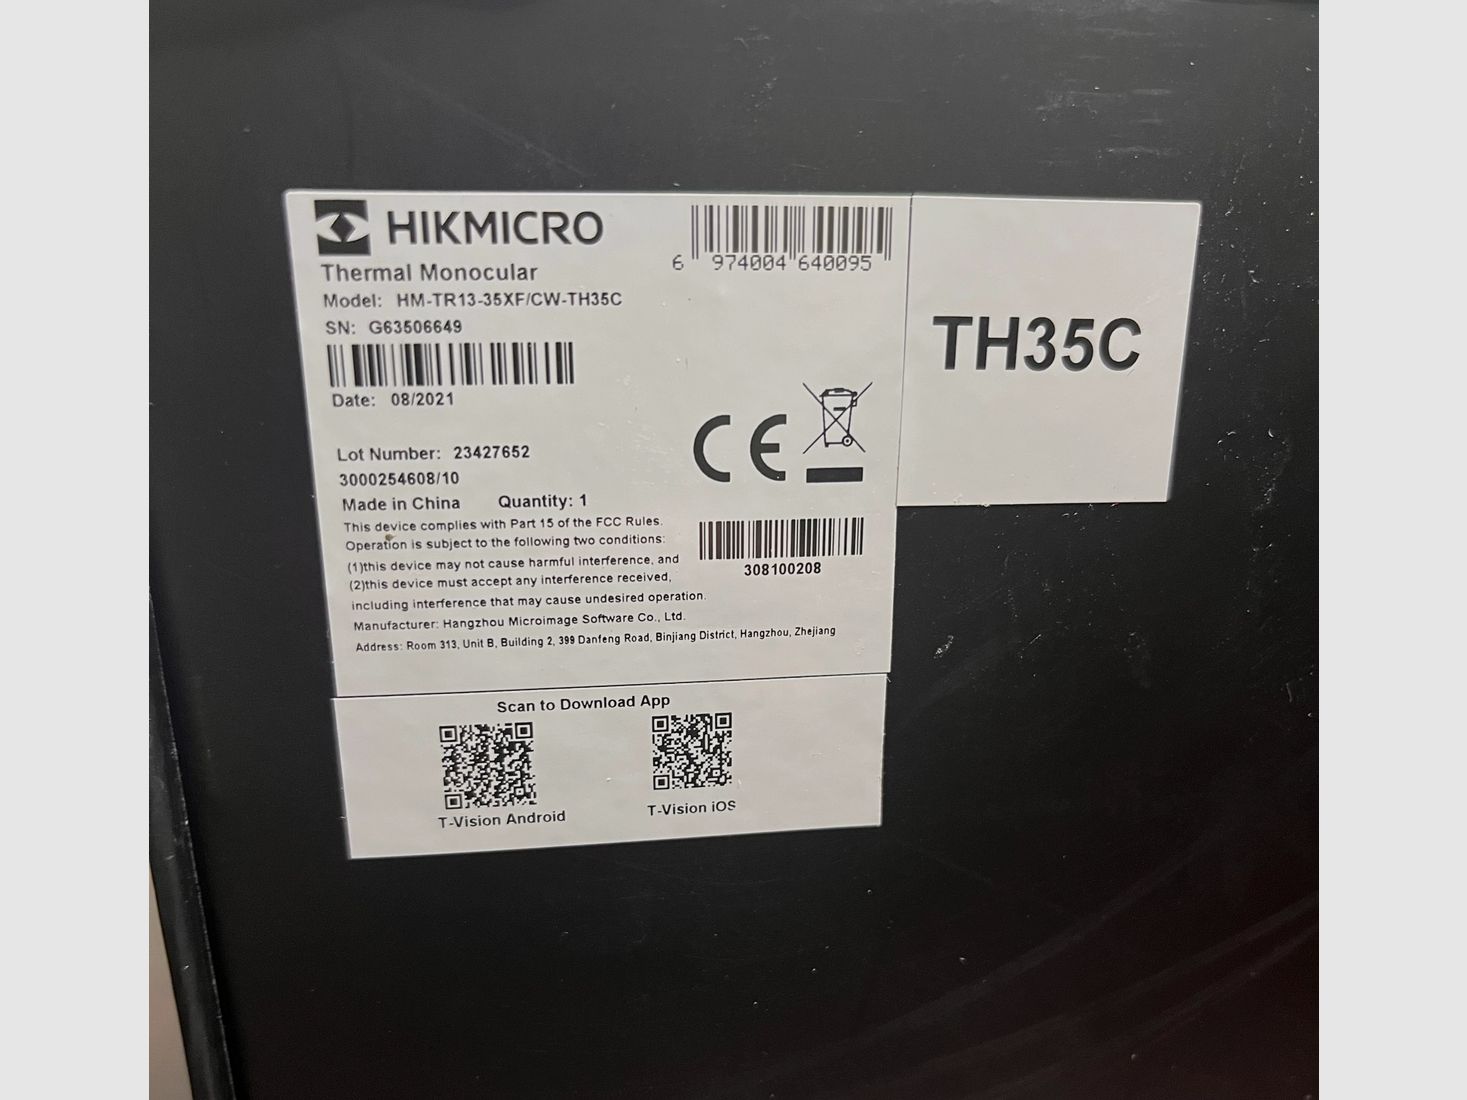 HIKMICRO
Thermal Monocular
Model: HM-TR13-35XF/CW-TH35C
SN: G63506649
Date: 08/2021
6 974004 640095
TH35C
Lot Number: 23427652
3000254608/10
Made in China Quantity: 1
CE
This device complies with Part 15 of the FCC Rules.
Operation is subject to the following two conditions:
(1)this device may not cause harmful interference, and
(2)this device must accept any interference received,
including interference that may cause undesired operation.
308100208
Manufacturer: Hangzhou Microimage Software Co., Ltd.
Address: Room 313, Unit B, Building 2, 399 Danfeng Road, Binjiang District, Hangzhou, Zhejiang
Scan to Download App
T-Vision Android
T-Vision iOS